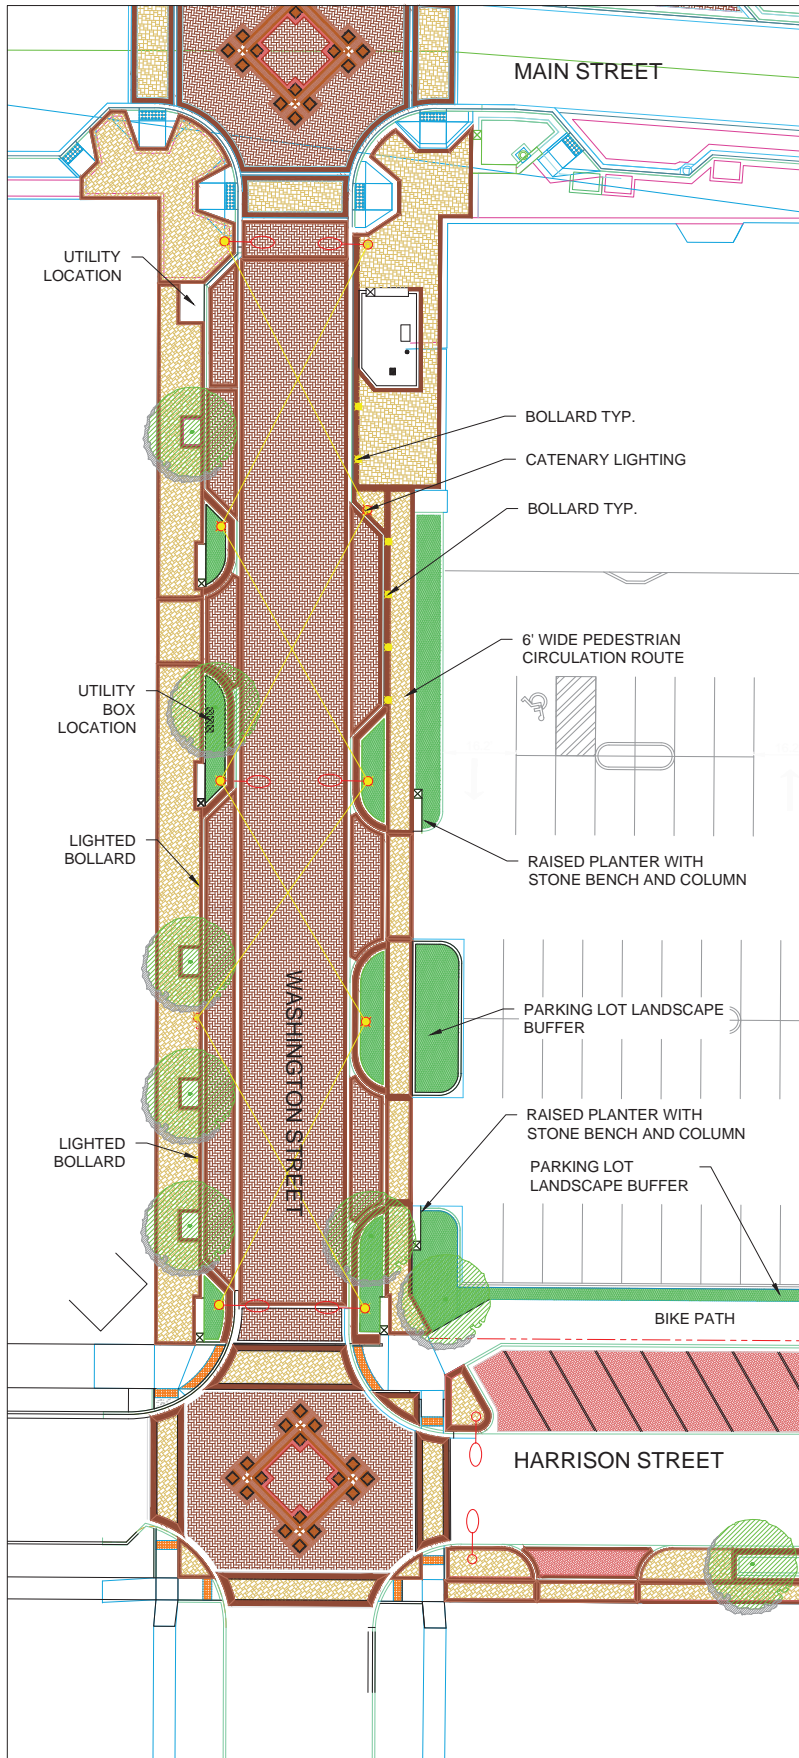 MAIN STREET
UTILITY
LOCATION
BOLLARD TYP.
CATENARY LIGHTING
BOLLARD TYP.
6' WIDE PEDESTRIAN
CIRCULATION ROUTE
UTILITY
BOX
LOCATION
LIGHTED
BOLLARD
RAISED PLANTER WITH
STONE BENCH AND COLUMN
WASHINGTON STREET
PARKING LOT LANDSCAPE
BUFFER
RAISED PLANTER WITH
STONE BENCH AND COLUMN
LIGHTED
BOLLARD
PARKING LOT
LANDSCAPE BUFFER
BIKE PATH
HARRISON STREET